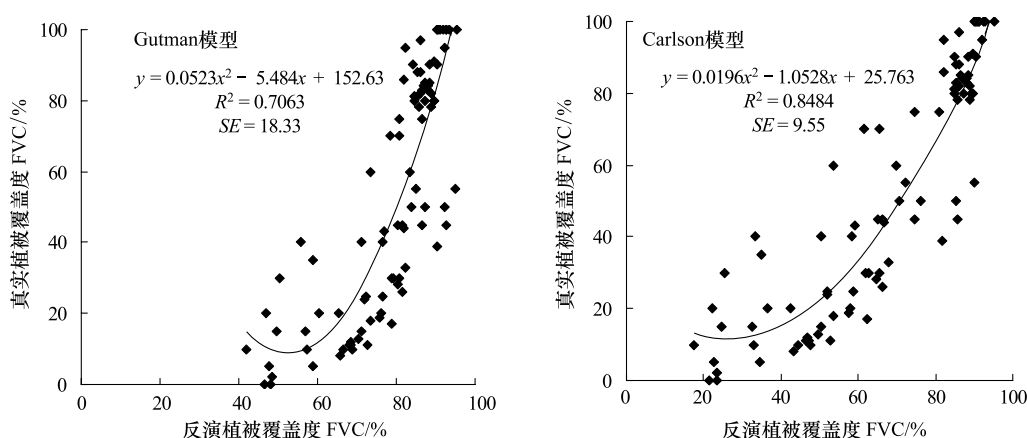 Gutman模型
y = 0.0523x² − 5.484x + 152.63
R² = 0.7063
SE = 18.33
真实植被覆盖度 FVC/%
100
80
60
40
20
0
0 20 40 60 80 100
反演植被覆盖度 FVC/%
Carlson模型
y = 0.0196x² − 1.0528x + 25.763
R² = 0.8484
SE = 9.55
真实植被覆盖度 FVC/%
100
80
60
40
20
0
0 20 40 60 80 100
反演植被覆盖度 FVC/%